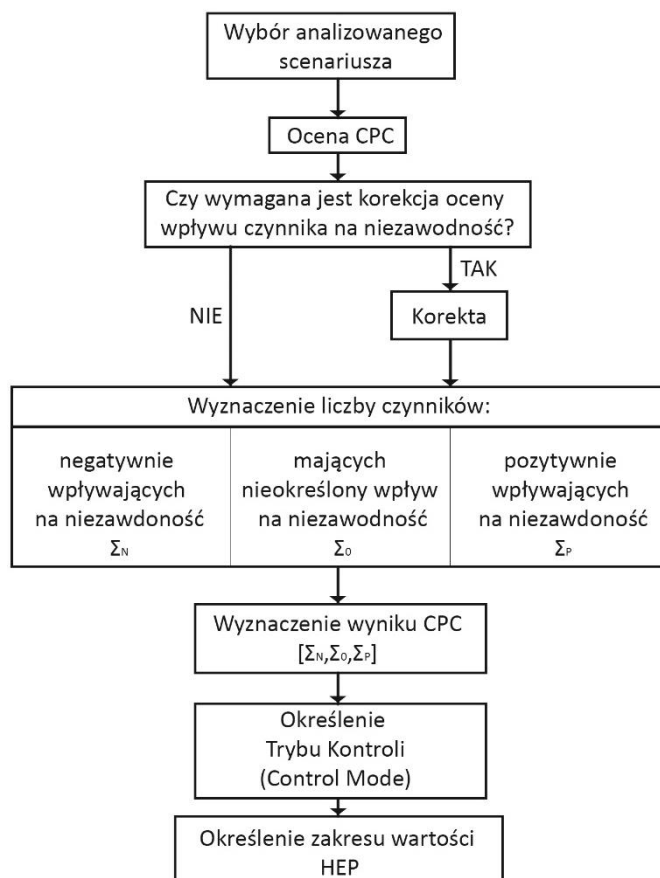 Wybór analizowanego
scenariusza
Ocena CPC
Czy wymagana jest korekcja oceny
wpływu czynnika na niezawodność?
TAK
NIE
Korekta
Wyznaczenie liczby czynników:
negatywnie
wpływających
na niezawdoność
ΣN
mających
nieokreślony wpływ
na niezawodność
Σ0
pozytywnie
wpływających
na niezawdoność
ΣP
Wyznaczenie wyniku CPC
[ΣN,Σ0,ΣP]
Określenie
Trybu Kontroli
(Control Mode)
Określenie zakresu wartości
HEP